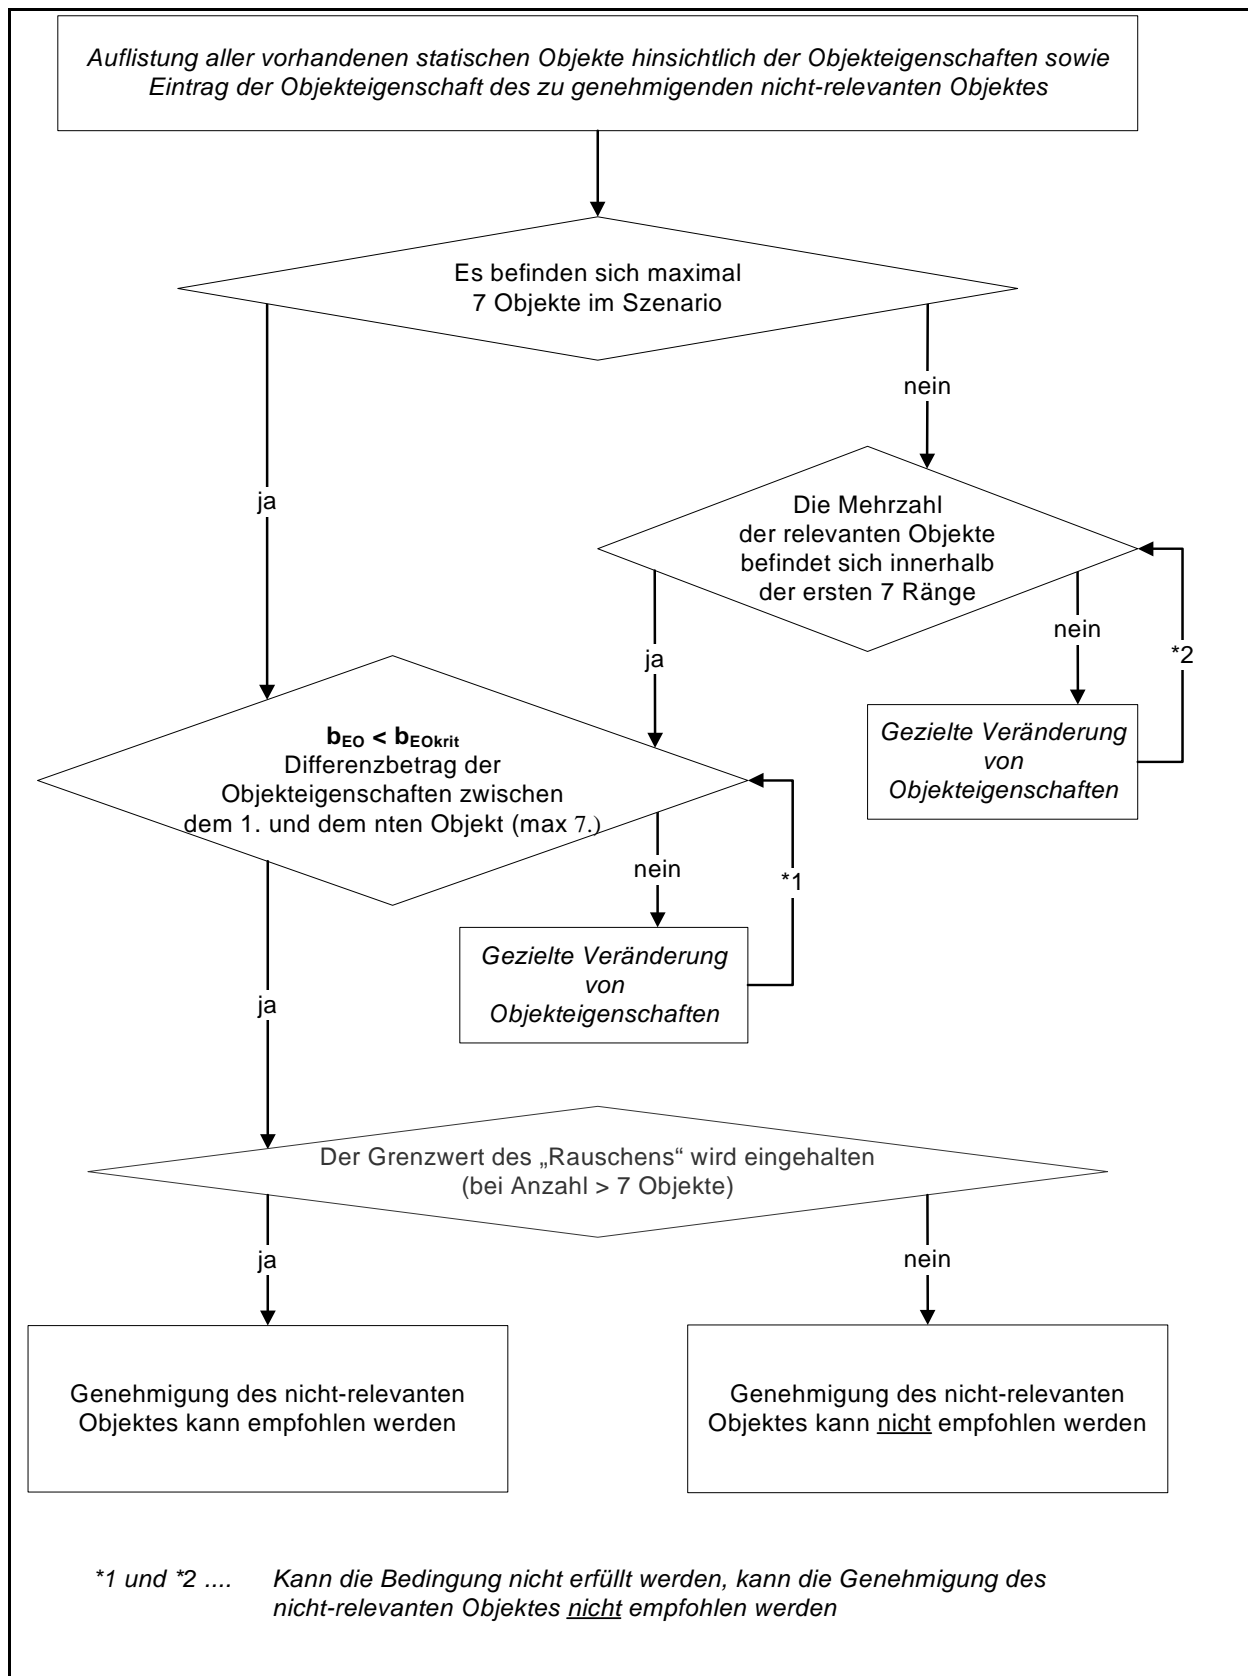 Auflistung aller vorhandenen statischen Objekte hinsichtlich der Objekteigenschaften sowie
Eintrag der Objekteigenschaft des zu genehmigenden nicht-relevanten Objektes
Es befinden sich maximal
7 Objekte im Szenario
nein
ja
Die Mehrzahl
der relevanten Objekte
befindet sich innerhalb
der ersten 7 Ränge
nein
*2
ja
Gezielte Veränderung
von
Objekteigenschaften
bEO < bEOkrit
Differenzbetrag der
Objekteigenschaften zwischen
dem 1. und dem nten Objekt (max 7.)
nein
*1
Gezielte Veränderung
von
Objekteigenschaften
ja
Der Grenzwert des „Rauschens“ wird eingehalten
(bei Anzahl > 7 Objekte)
ja
nein
Genehmigung des nicht-relevanten
Objektes kann empfohlen werden
Genehmigung des nicht-relevanten
Objektes kann nicht empfohlen werden
*1 und *2 .... Kann die Bedingung nicht erfüllt werden, kann die Genehmigung des
nicht-relevanten Objektes nicht empfohlen werden